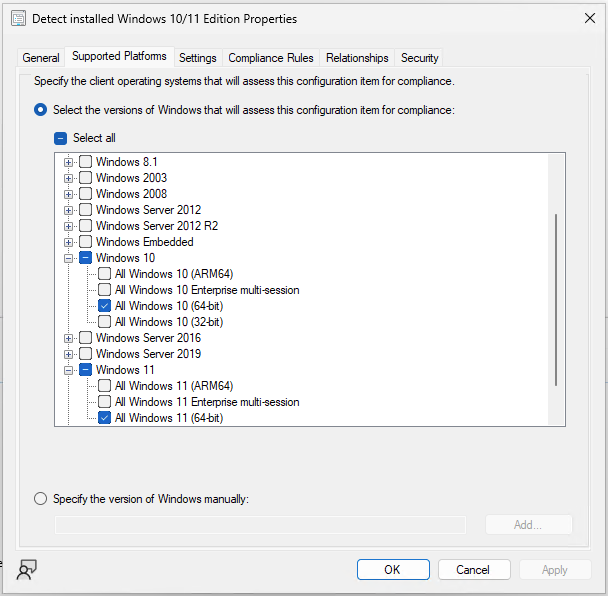 Detect installed Windows 10/11 Edition Properties
General Supported Platforms Settings Compliance Rules Relationships Security
Specify the client operating systems that will assess this configuration item for compliance.
Select the versions of Windows that will assess this configuration item for compliance:
Select all
Windows 8.1
Windows 2003
Windows 2008
Windows Server 2012
Windows Server 2012 R2
Windows Embedded
Windows 10
All Windows 10 (ARM64)
All Windows 10 Enterprise multi-session
All Windows 10 (64-bit)
All Windows 10 (32-bit)
Windows Server 2016
Windows Server 2019
Windows 11
All Windows 11 (ARM64)
All Windows 11 Enterprise multi-session
All Windows 11 (64-bit)
Specify the version of Windows manually:
Add...
OK Cancel Apply